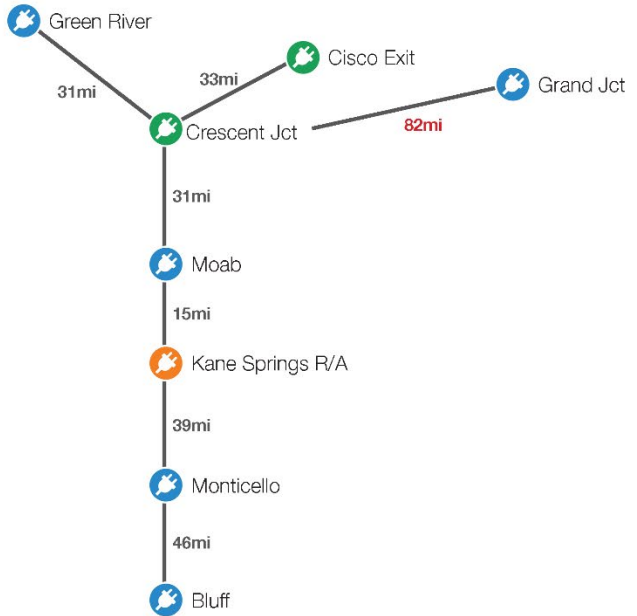 Green River
Cisco Exit
31mi
33mi
Grand Jct
Crescent Jct
82mi
31mi
Moab
15mi
Kane Springs R/A
39mi
Monticello
46mi
Bluff